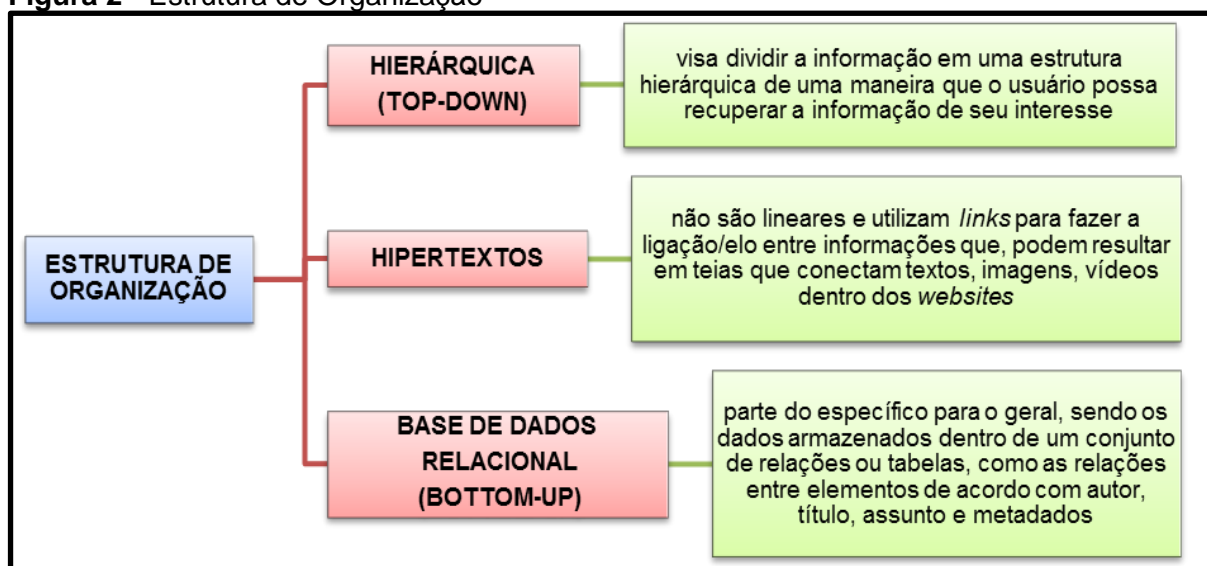 Figura 2 - Estrutura de Organização
HIERÁRQUICA
(TOP-DOWN)
visa dividir a informação em uma estrutura
hierárquica de uma maneira que o usuário possa
recuperar a informação de seu interesse
ESTRUTURA DE
ORGANIZAÇÃO
HIPERTEXTOS
não são lineares e utilizam links para fazer a
ligação/elo entre informações que, podem resultar
em teias que conectam textos, imagens, vídeos
dentro dos websites
BASE DE DADOS
RELACIONAL
(BOTTOM-UP)
parte do específico para o geral, sendo os
dados armazenados dentro de um conjunto
de relações ou tabelas, como as relações
entre elementos de acordo com autor,
título, assunto e metadados